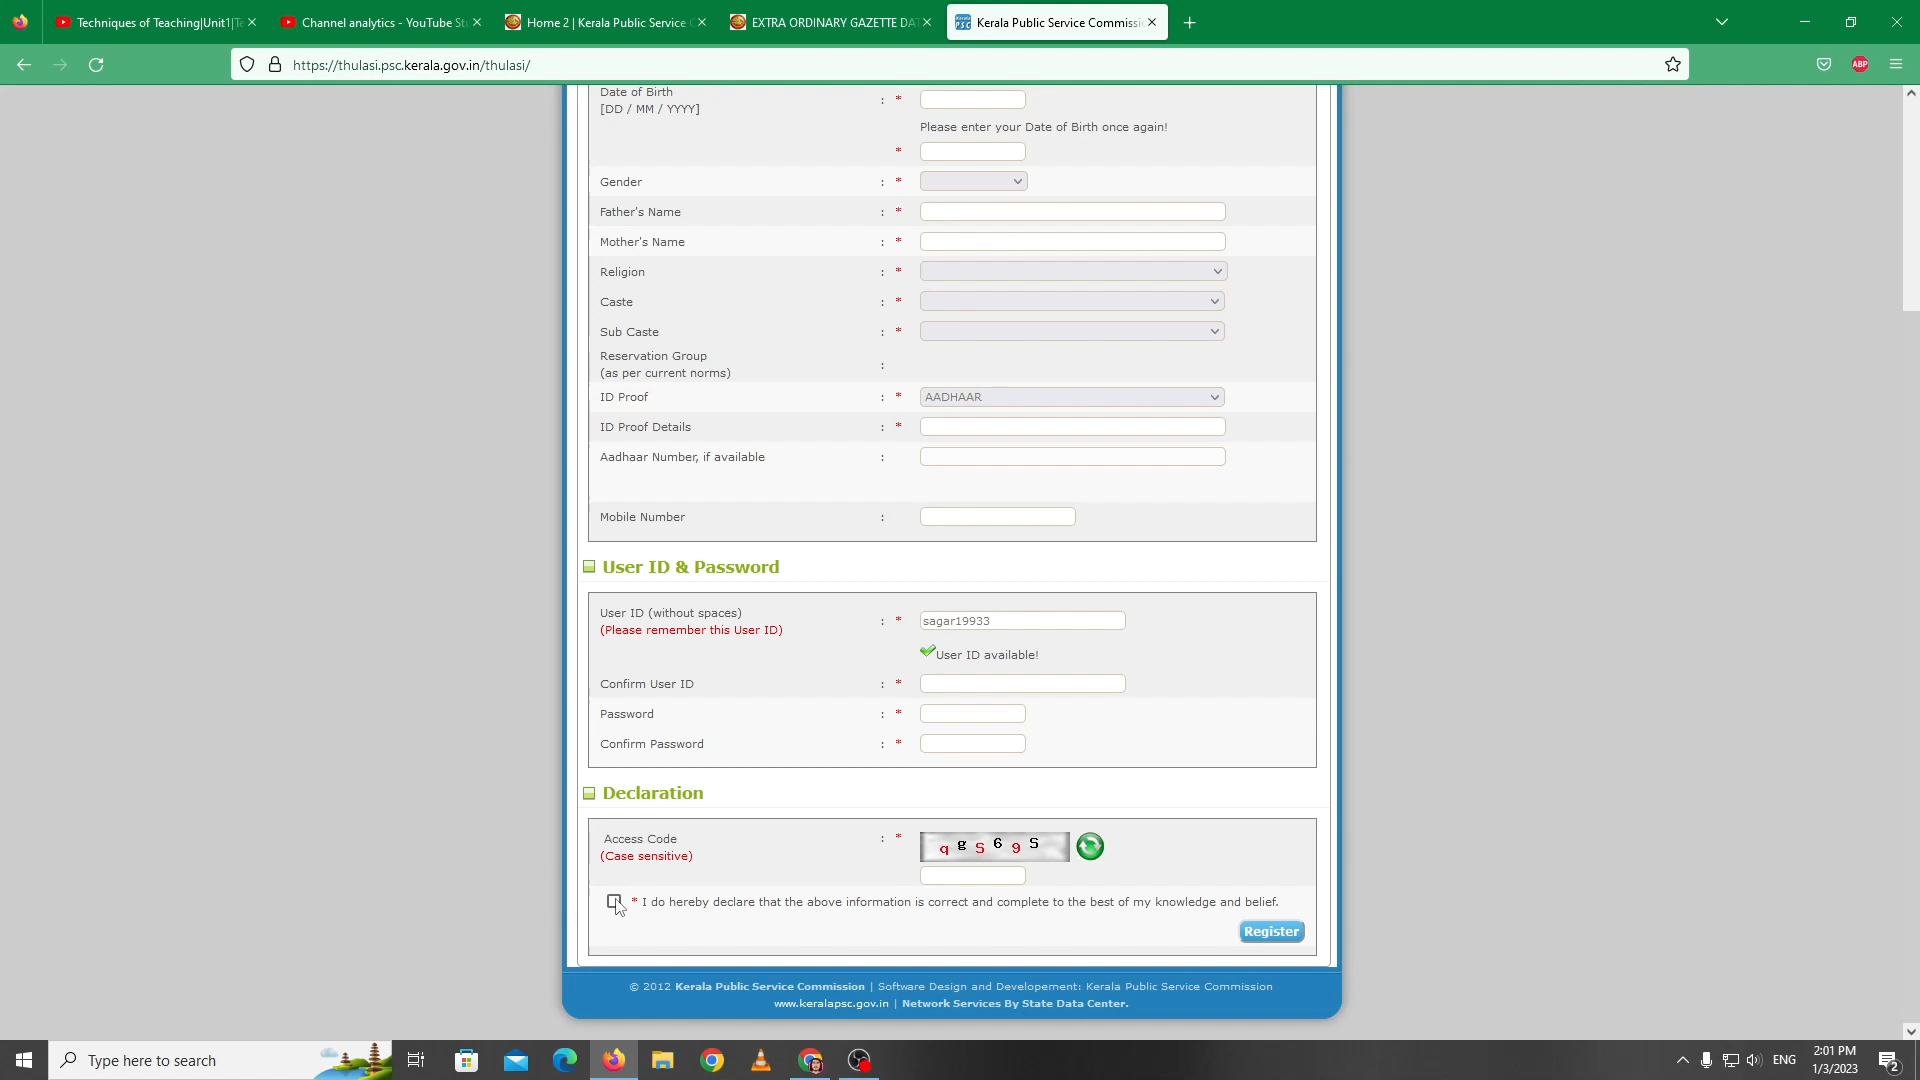 Techniques of Teaching|Unit1|Te
Channel analytics - YouTube Stu
Home 2 | Kerala Public Service C
EXTRA ORDINARY GAZETTE DAT
Kerala Public Service Commissio
https://thulasi.psc.kerala.gov.in/thulasi/
ABP
Date of Birth
[DD / MM / YYYY]
: *
Please enter your Date of Birth once again!
*
Gender : *
Father's Name : *
Mother's Name : *
Religion : *
Caste : *
Sub Caste : *
Reservation Group
(as per current norms) :
ID Proof : * AADHAAR
ID Proof Details : *
Aadhaar Number, if available :
Mobile Number :
User ID & Password
User ID (without spaces)
(Please remember this User ID)
: * sagar19933
User ID available!
Confirm User ID : *
Password : *
Confirm Password : *
Declaration
Access Code : *
(Case sensitive)
q g S 6 9 5
* I do hereby declare that the above information is correct and complete to the best of my knowledge and belief.
Register
© 2012 Kerala Public Service Commission | Software Design and Developement: Kerala Public Service Commission
www.keralapsc.gov.in | Network Services By State Data Center.
Type here to search
ENG
2:01 PM
1/3/2023
2